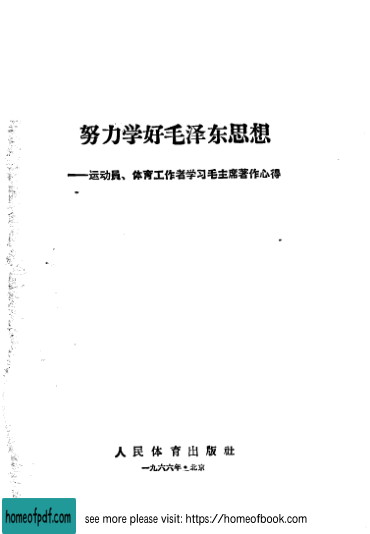 努力学好毛泽东思想
——运动员、体育工作者学习毛主席著作心得
人民体育出版社
一九六六年·北京
homeofpdf.com
see more please visit: https://homeofbook.com